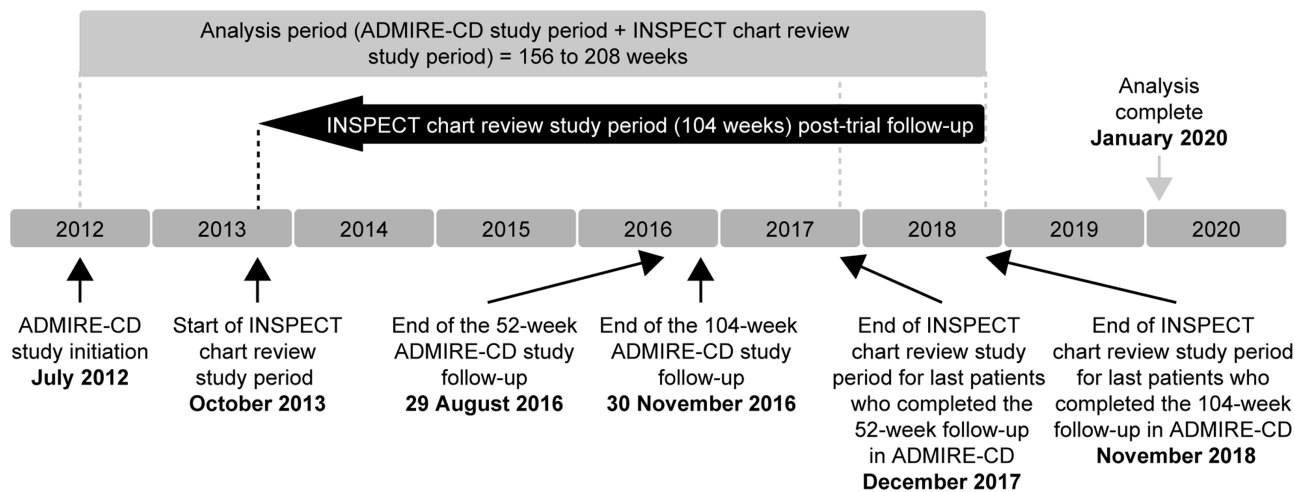 Analysis period (ADMIRE-CD study period + INSPECT chart review
study period) = 156 to 208 weeks
INSPECT chart review study period (104 weeks) post-trial follow-up
Analysis
complete
January 2020
2012
2013
2014
2015
2016
2017
2018
2019
2020
ADMIRE-CD
study initiation
July 2012
Start of INSPECT
chart review
study period
October 2013
End of the 52-week
ADMIRE-CD study
follow-up
29 August 2016
End of the 104-week
ADMIRE-CD study
follow-up
30 November 2016
End of INSPECT
chart review study
period for last patients
who completed the
52-week follow-up
in ADMIRE-CD
December 2017
End of INSPECT
chart review study period
for last patients who
completed the 104-week
follow-up in ADMIRE-CD
November 2018